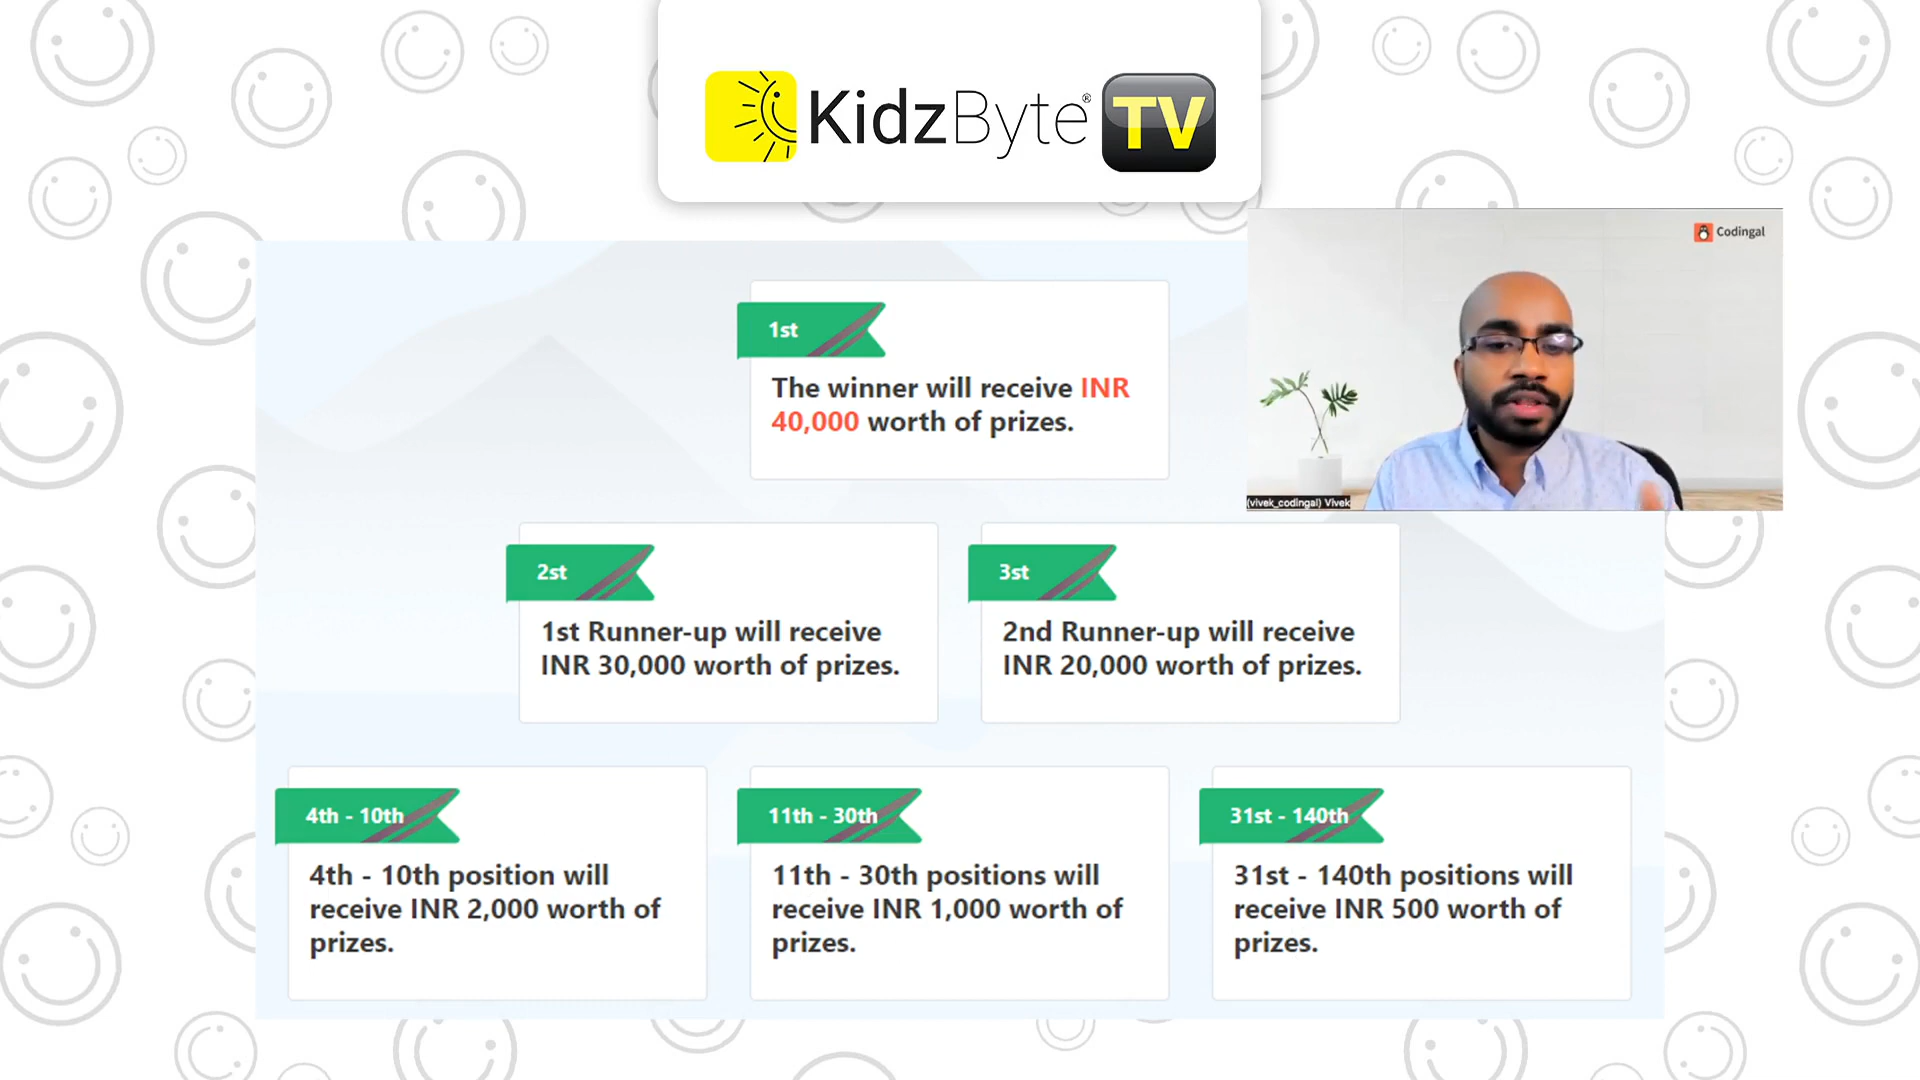 KidzByte® TV
Codingal
1st
The winner will receive INR
40,000 worth of prizes.
(vivek_codingal) Vivek
2st
1st Runner-up will receive
INR 30,000 worth of prizes.
3st
2nd Runner-up will receive
INR 20,000 worth of prizes.
4th - 10th
4th - 10th position will
receive INR 2,000 worth of
prizes.
11th - 30th
11th - 30th positions will
receive INR 1,000 worth of
prizes.
31st - 140th
31st - 140th positions will
receive INR 500 worth of
prizes.